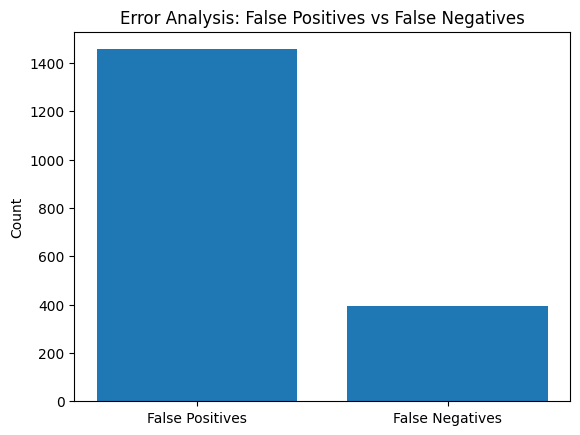 Error Analysis: False Positives vs False Negatives
1400
1200
1000
800
600
400
200
0
Count
False Positives
False Negatives